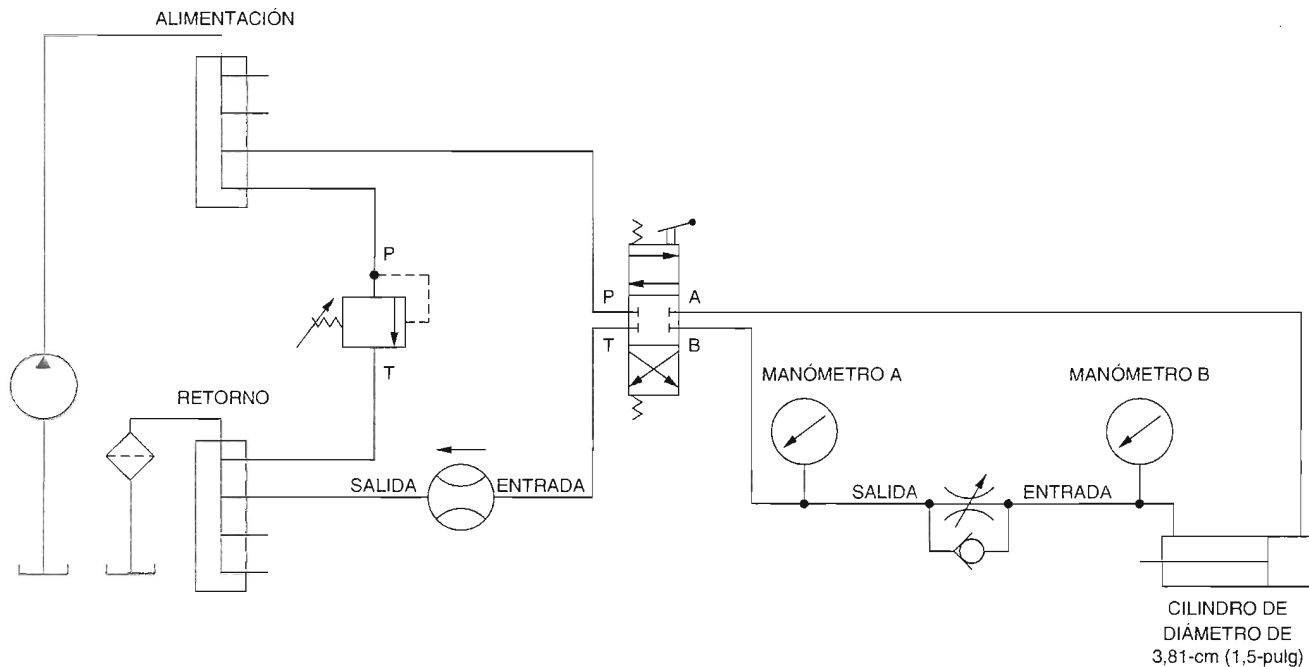 ALIMENTACIÓN
P
T
RETORNO
SALIDA
ENTRADA
P
A
T
B
MANÓMETRO A
MANÓMETRO B
SALIDA
ENTRADA
CILINDRO DE
DIÁMETRO DE
3,81-cm (1,5-pulg)